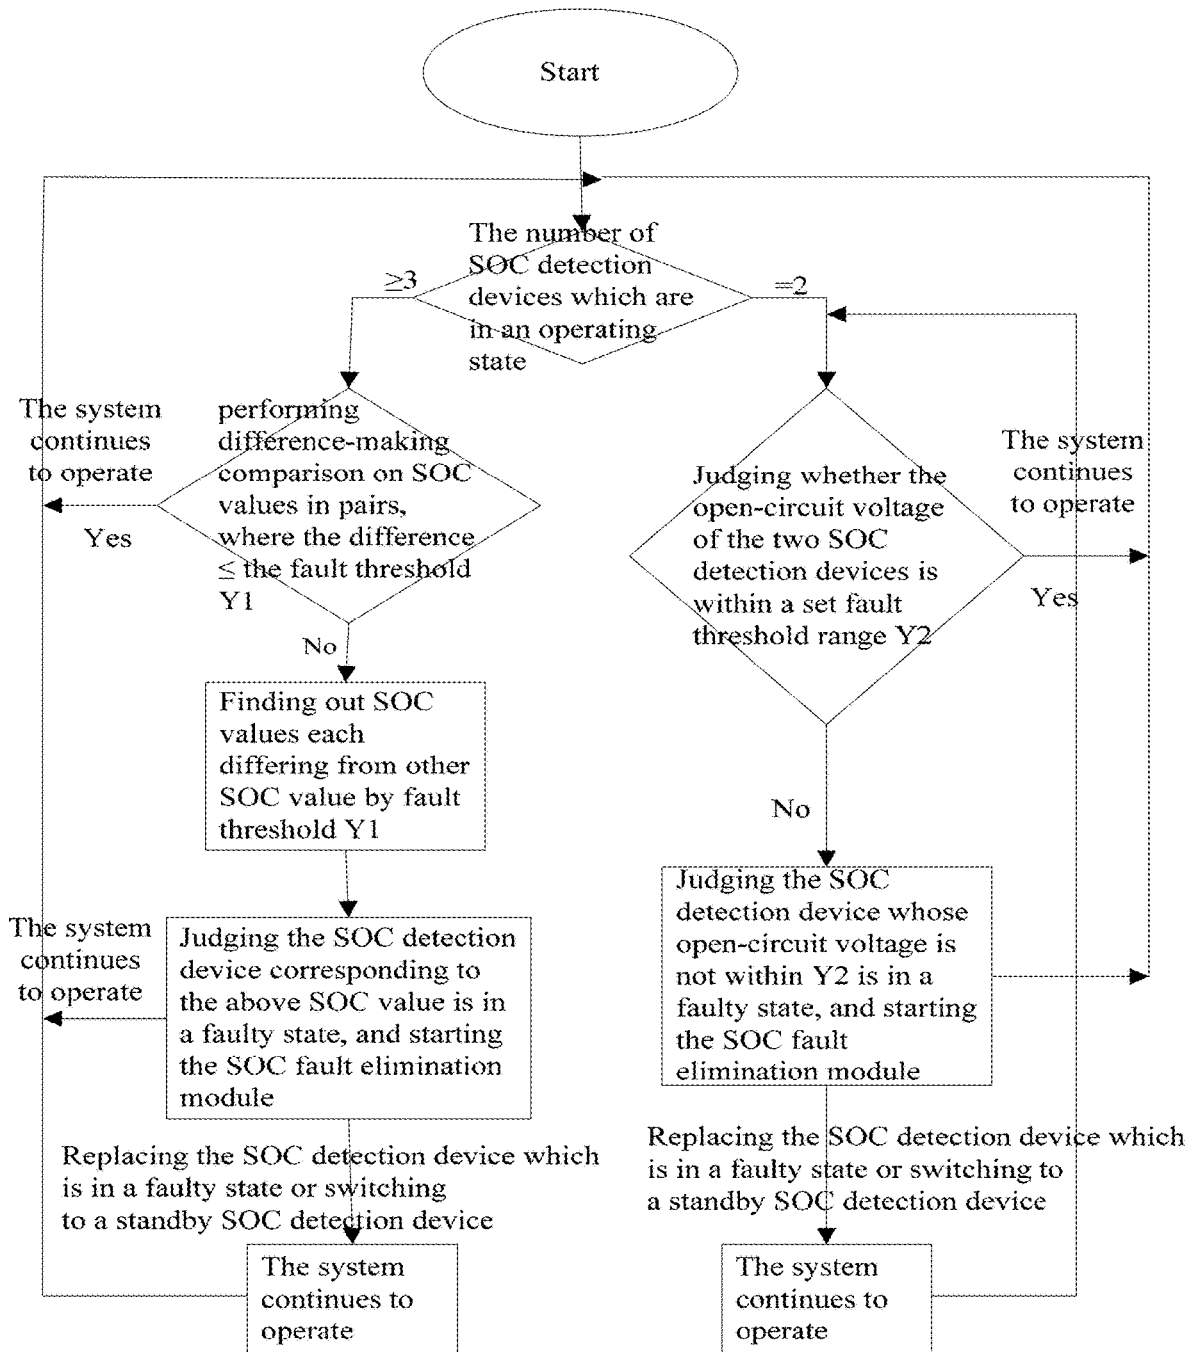 Start
The number of
SOC detection
devices which are
in an operating
state
≥3
=2
The system
continues
to operate
Yes
performing
difference-making
comparison on SOC
values in pairs,
where the difference
≤ the fault threshold
Y1
No
Judging whether the
open-circuit voltage
of the two SOC
detection devices is
within a set fault
threshold range Y2
The system
continues
to operate
Yes
No
Finding out SOC
values each
differing from other
SOC value by fault
threshold Y1
The system
continues
to operate
Judging the SOC detection
device corresponding to
the above SOC value is in
a faulty state, and starting
the SOC fault elimination
module
Judging the SOC
detection device whose
open-circuit voltage is
not within Y2 is in a
faulty state, and starting
the SOC fault
elimination module
Replacing the SOC detection device which
is in a faulty state or switching
to a standby SOC detection device
Replacing the SOC detection device which
is in a faulty state or switching to
a standby SOC detection device
The system
continues to
operate
The system
continues to
operate